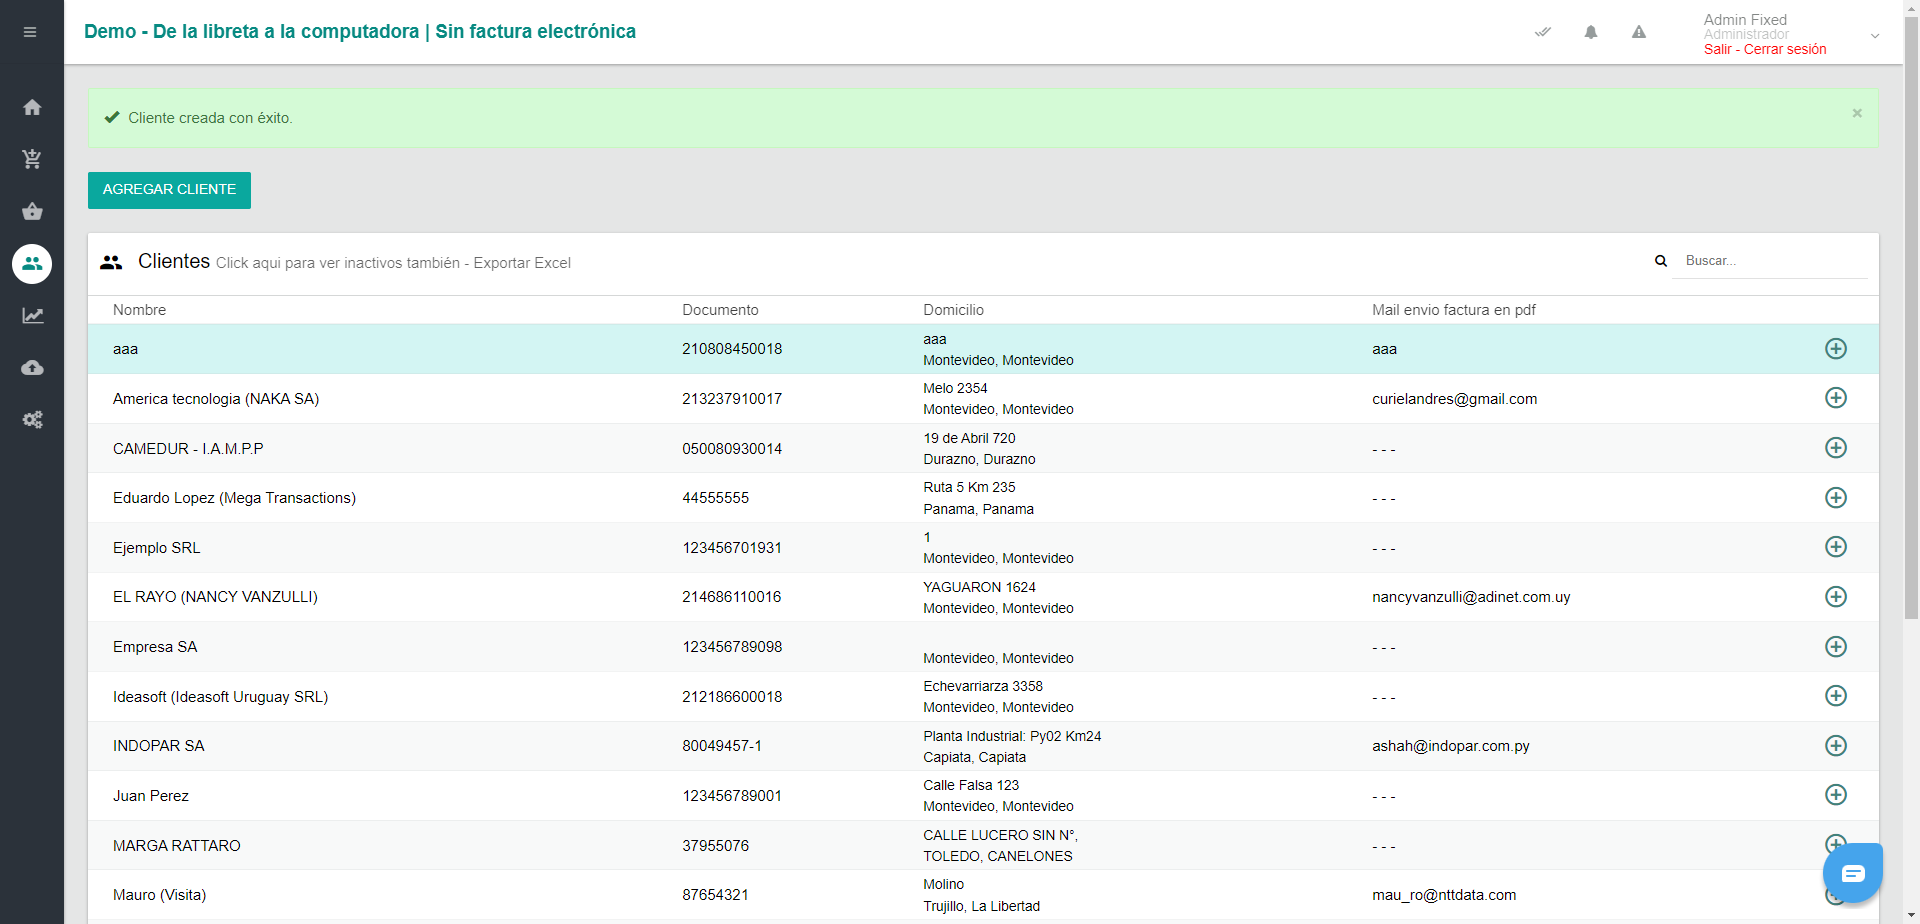 Demo - De la libreta a la computadora | Sin factura electrónica
Admin Fixed
Administrador
Salir - Cerrar sesión
Cliente creada con éxito.
×
AGREGAR CLIENTE
Clientes Click aqui para ver inactivos también - Exportar Excel
Buscar...
Nombre Documento Domicilio Mail envio factura en pdf
aaa 210808450018 aaa aaa
Montevideo, Montevideo
America tecnologia (NAKA SA) 213237910017 Melo 2354 curielandres@gmail.com
Montevideo, Montevideo
CAMEDUR - I.A.M.P.P 050080930014 19 de Abril 720 - - -
Durazno, Durazno
Eduardo Lopez (Mega Transactions) 44555555 Ruta 5 Km 235 - - -
Panama, Panama
Ejemplo SRL 123456701931 1 - - -
Montevideo, Montevideo
EL RAYO (NANCY VANZULLI) 214686110016 YAGUARON 1624 nancyvanzulli@adinet.com.uy
Montevideo, Montevideo
Empresa SA 123456789098 - - -
Montevideo, Montevideo
Ideasoft (Ideasoft Uruguay SRL) 212186600018 Echevarriarza 3358 - - -
Montevideo, Montevideo
INDOPAR SA 80049457-1 Planta Industrial: Py02 Km24 ashah@indopar.com.py
Capiata, Capiata
Juan Perez 123456789001 Calle Falsa 123 - - -
Montevideo, Montevideo
MARGA RATTARO 37955076 CALLE LUCERO SIN N°, - - -
TOLEDO, CANELONES
Mauro (Visita) 87654321 Molino mau_ro@nttdata.com
Trujillo, La Libertad